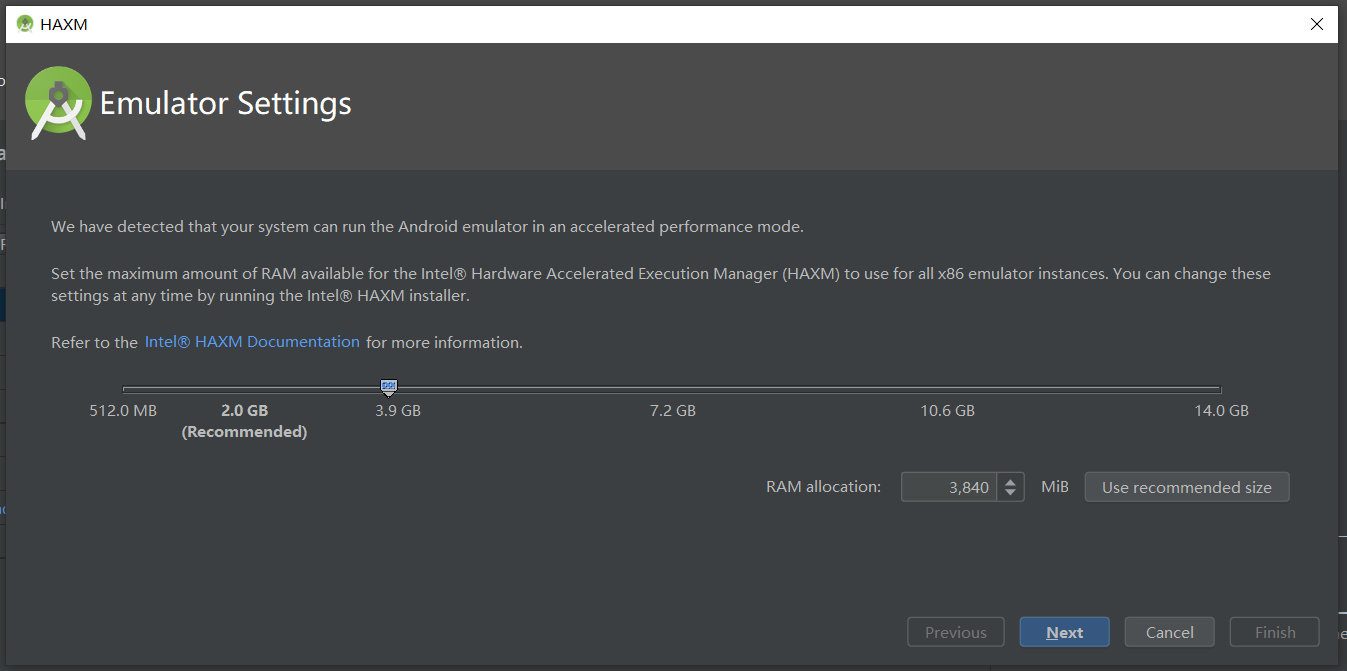 HAXM
Emulator Settings
We have detected that your system can run the Android emulator in an accelerated performance mode.
Set the maximum amount of RAM available for the Intel® Hardware Accelerated Execution Manager (HAXM) to use for all x86 emulator instances. You can change these
settings at any time by running the Intel® HAXM installer.
Refer to the Intel® HAXM Documentation for more information.
512.0 MB 2.0 GB 3.9 GB 7.2 GB 10.6 GB 14.0 GB
(Recommended)
RAM allocation: 3,840 MiB Use recommended size
Previous Next Cancel Finish